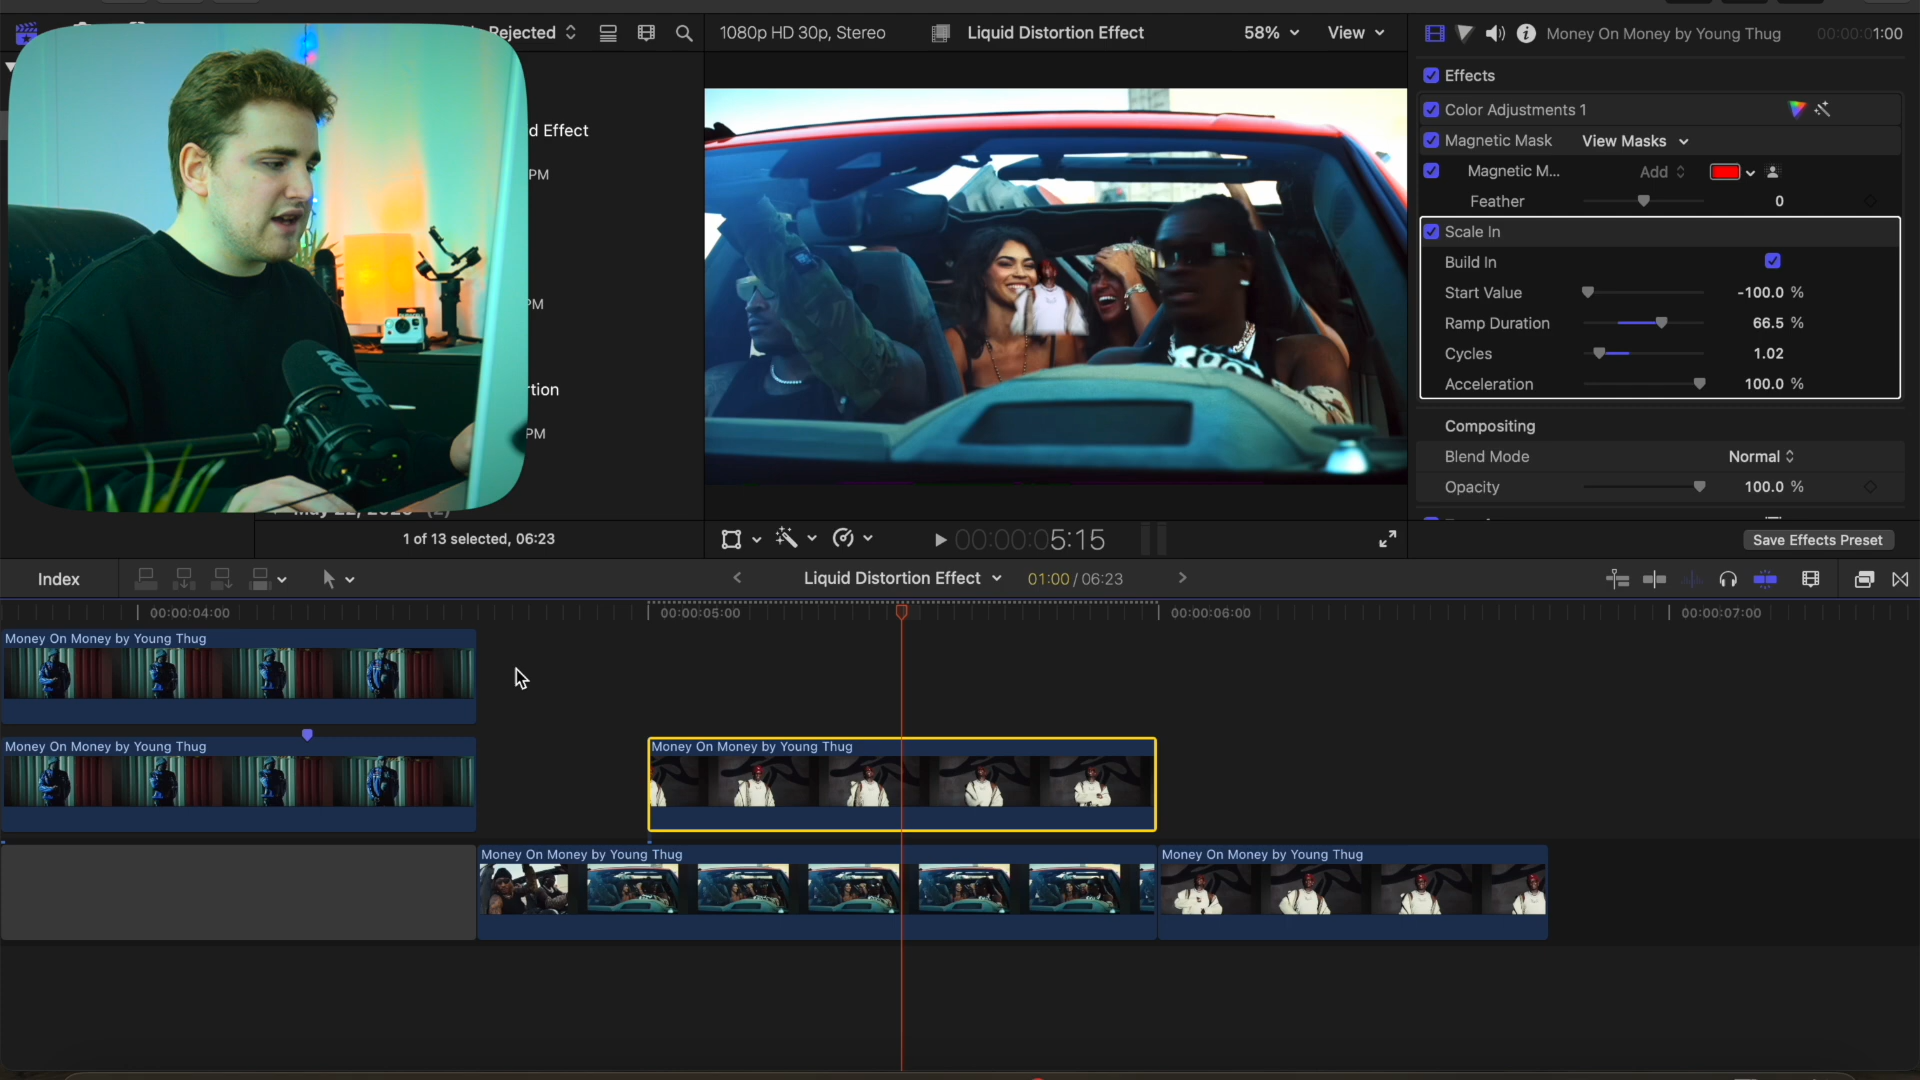 Rejected
1080p HD 30p, Stereo
Liquid Distortion Effect
58%
View
Money On Money by Young Thug
00:00:01:00
d Effect
PM
PM
rtion
PM
RØDE
1 of 13 selected, 06:23
00:00:05:15
Effects
Color Adjustments 1
Magnetic Mask
View Masks
Magnetic M...
Add
Feather
0
Scale In
Build In
Start Value
-100.0 %
Ramp Duration
66.5 %
Cycles
1.02
Acceleration
100.0 %
Compositing
Blend Mode
Normal
Opacity
100.0 %
Save Effects Preset
Index
Liquid Distortion Effect
01:00 / 06:23
00:00:04:00
00:00:05:00
00:00:06:00
00:00:07:00
Money On Money by Young Thug
Money On Money by Young Thug
Money On Money by Young Thug
Money On Money by Young Thug
Money On Money by Young Thug